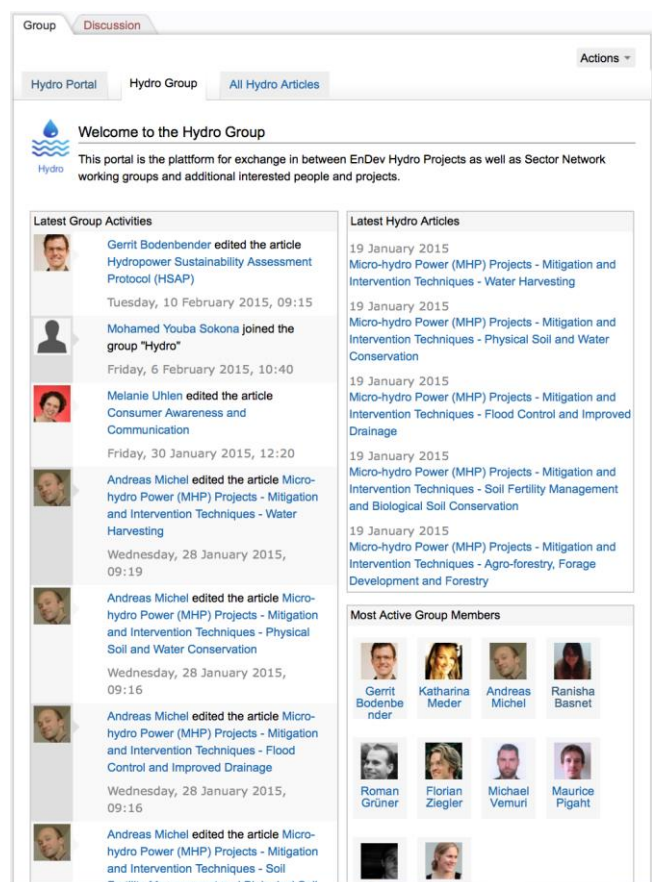 Group
Discussion
Actions
Hydro Portal
Hydro Group
All Hydro Articles
Hydro
Welcome to the Hydro Group
This portal is the plattform for exchange in between EnDev Hydro Projects as well as Sector Network
working groups and additional interested people and projects.
Latest Group Activities
Gerrit Bodenbender edited the article
Hydropower Sustainability Assessment
Protocol (HSAP)
Tuesday, 10 February 2015, 09:15
Mohamed Youba Sokona joined the
group "Hydro"
Friday, 6 February 2015, 10:40
Melanie Uhlen edited the article
Consumer Awareness and
Communication
Friday, 30 January 2015, 12:20
Andreas Michel edited the article Micro-
hydro Power (MHP) Projects - Mitigation
and Intervention Techniques - Water
Harvesting
Wednesday, 28 January 2015,
09:19
Andreas Michel edited the article Micro-
hydro Power (MHP) Projects - Mitigation
and Intervention Techniques - Physical
Soil and Water Conservation
Wednesday, 28 January 2015,
09:16
Andreas Michel edited the article Micro-
hydro Power (MHP) Projects - Mitigation
and Intervention Techniques - Flood
Control and Improved Drainage
Wednesday, 28 January 2015,
09:16
Andreas Michel edited the article Micro-
hydro Power (MHP) Projects - Mitigation
and Intervention Techniques - Soil
Latest Hydro Articles
19 January 2015
Micro-hydro Power (MHP) Projects - Mitigation and
Intervention Techniques - Water Harvesting
19 January 2015
Micro-hydro Power (MHP) Projects - Mitigation and
Intervention Techniques - Physical Soil and Water
Conservation
19 January 2015
Micro-hydro Power (MHP) Projects - Mitigation and
Intervention Techniques - Flood Control and Improved
Drainage
19 January 2015
Micro-hydro Power (MHP) Projects - Mitigation and
Intervention Techniques - Soil Fertility Management
and Biological Soil Conservation
19 January 2015
Micro-hydro Power (MHP) Projects - Mitigation and
Intervention Techniques - Agro-forestry, Forage
Development and Forestry
Most Active Group Members
Gerrit
Bodenbe
nder
Katharina
Meder
Andreas
Michel
Ranisha
Basnet
Roman
Grüner
Florian
Ziegler
Michael
Vemuri
Maurice
Pigaht